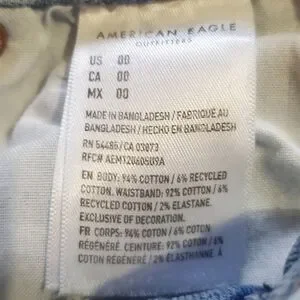 AMERICAN EAGLE
OUTFITTERS
US 00
CA 00
MX 00
MADE IN BANGLADESH / FABRIQUÉ AU
BANGLADESH / HECHO EN BANGLADESH
RN 54485/CA 03873
RFC# AEM1206050U9A
EN BODY: 94% COTTON / 6% RECYCLED
COTTON. WAISTBAND: 92% COTTON / 6%
RECYCLED COTTON / 2% ELASTANE.
EXCLUSIVE OF DECORATION.
FR CORPS: 94% COTON / 6% COTON
RÉGÉNÉRÉ. CEINTURE: 92% COTON / 6%
COTON RÉGÉNÉRÉ / 2% ÉLASTHANNE